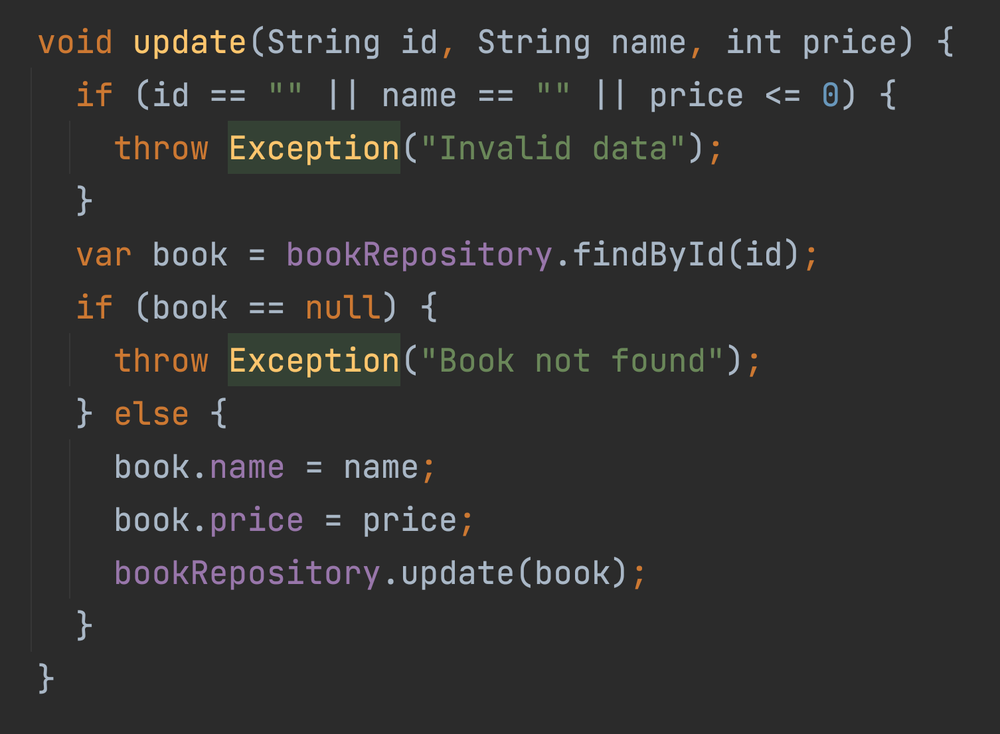 void update(String id, String name, int price) {
  if (id == "" || name == "" || price <= 0) {
    throw Exception("Invalid data");
  }
  var book = bookRepository.findById(id);
  if (book == null) {
    throw Exception("Book not found");
  } else {
    book.name = name;
    book.price = price;
    bookRepository.update(book);
  }
}